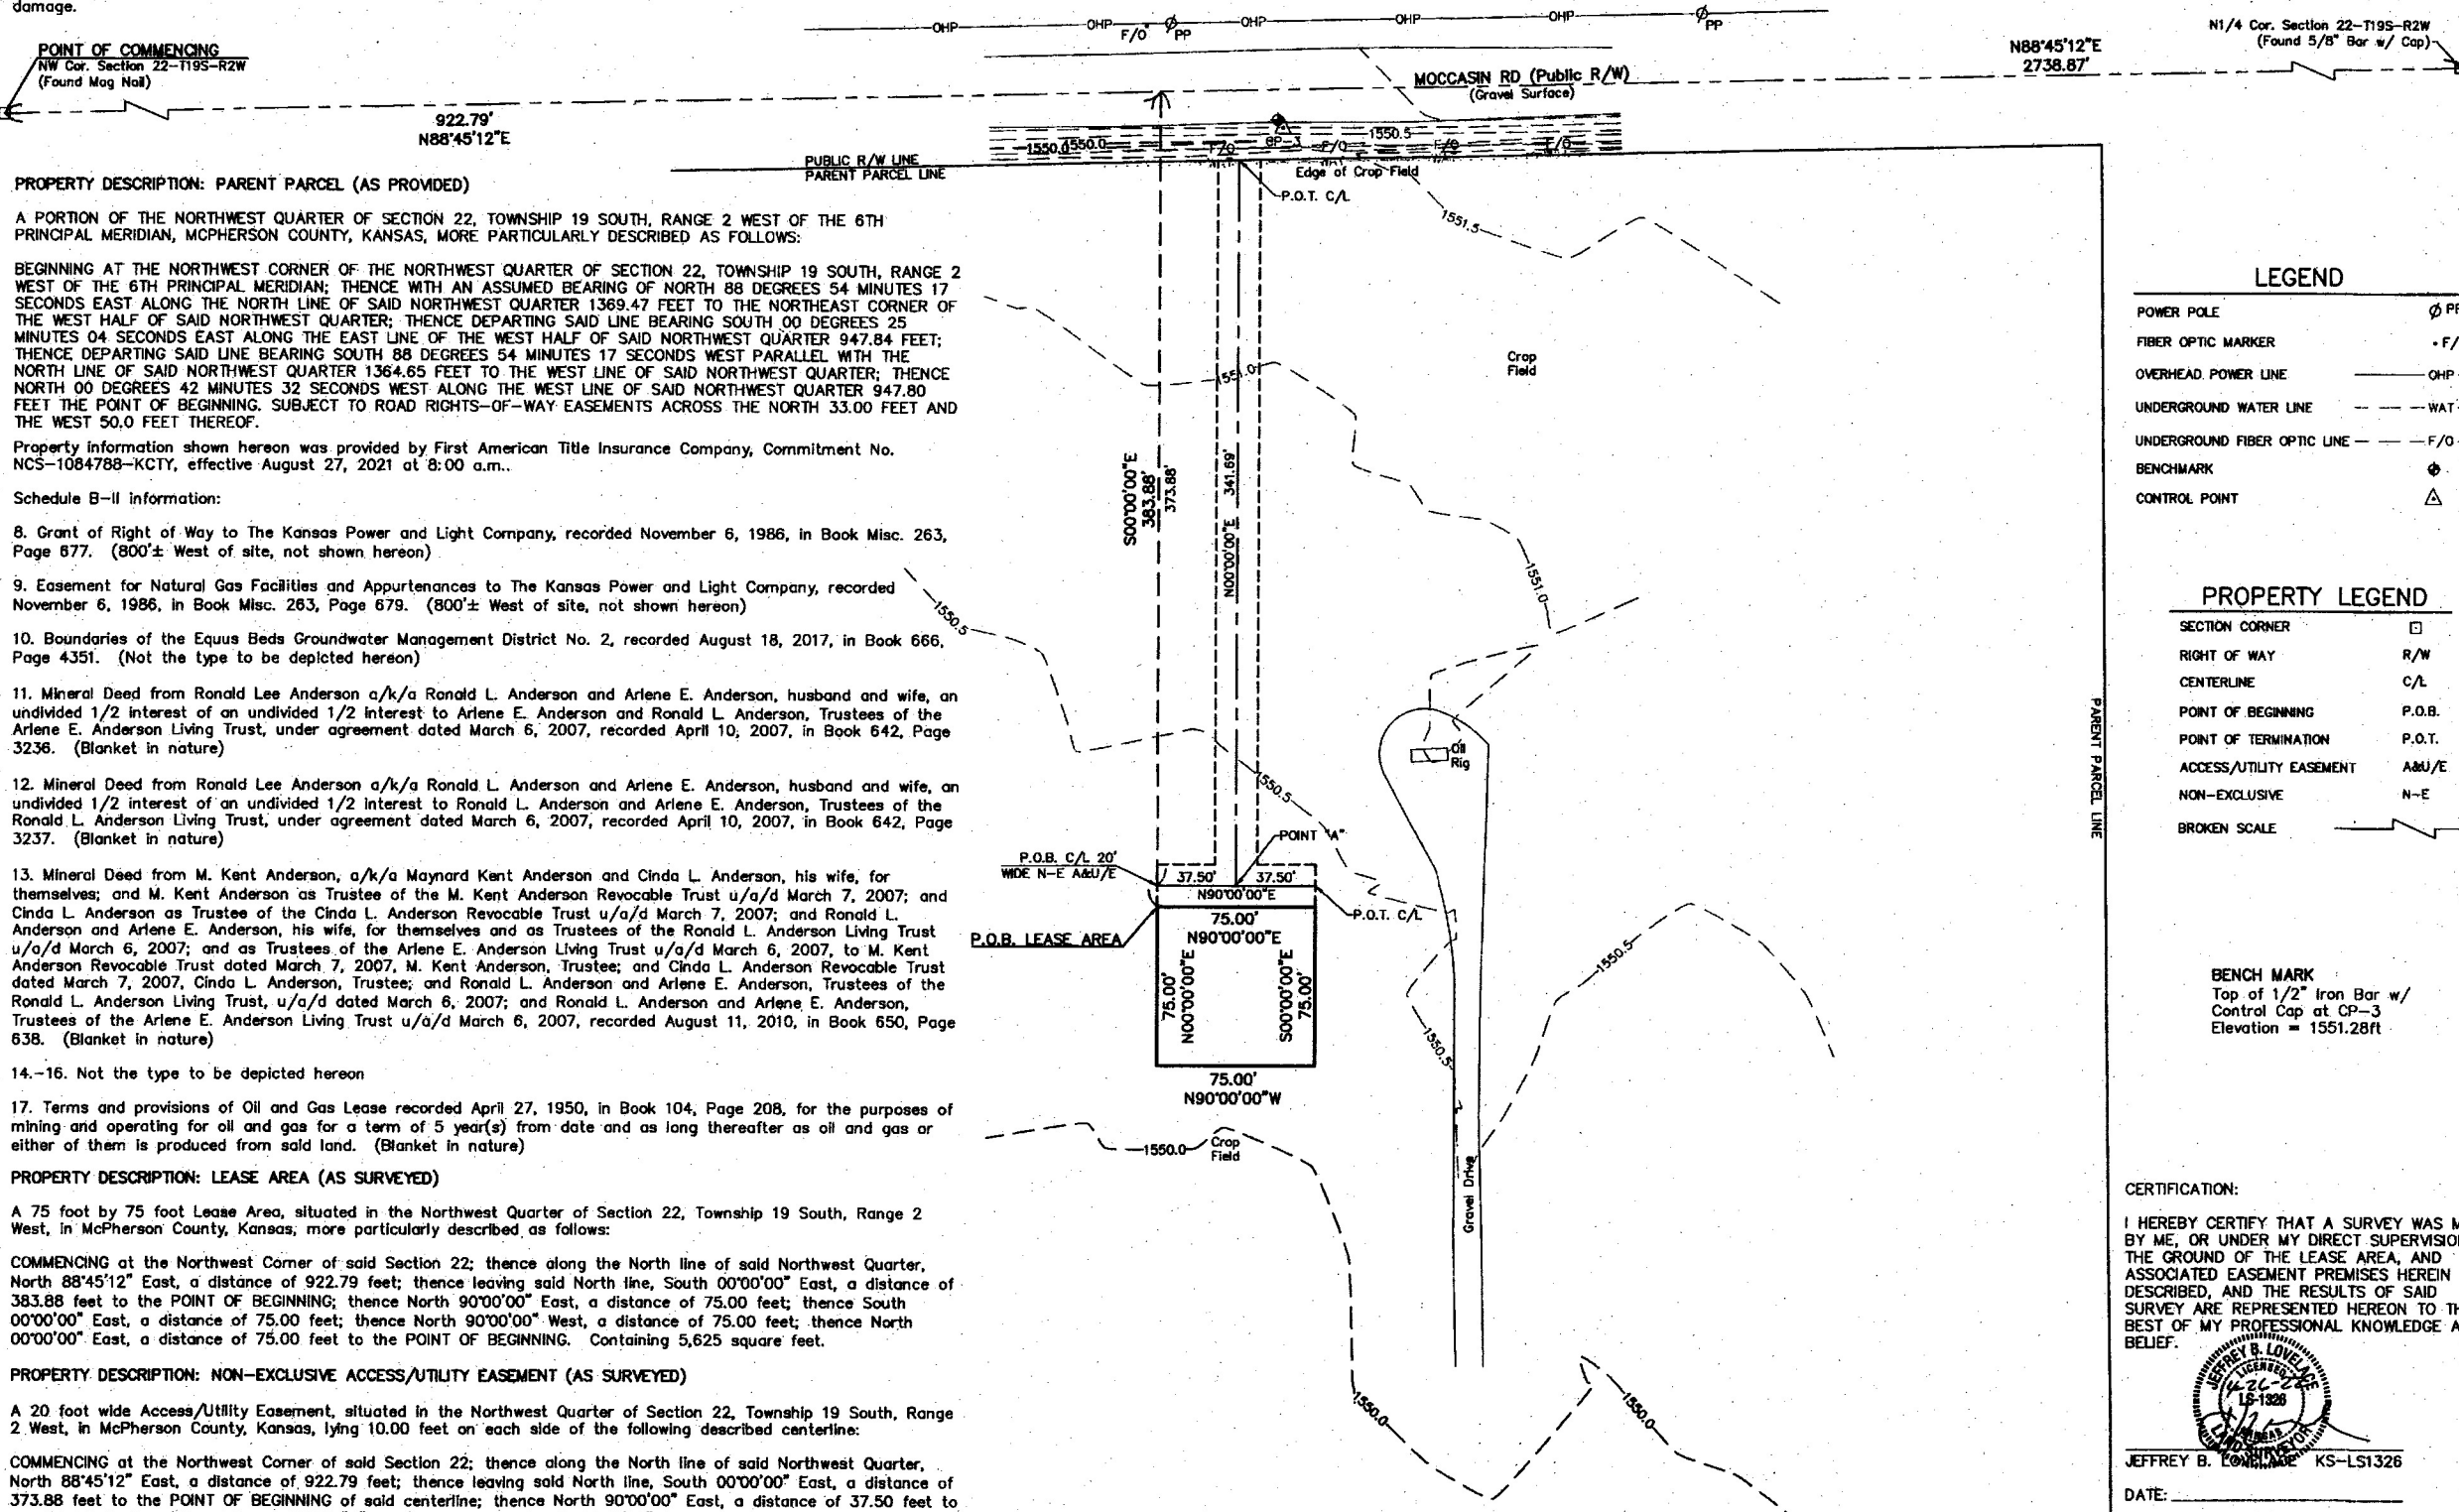 damage.
POINT OF COMMENCING
NW Cor. Section 22-T19S-R2W
(Found Mag Nail)
922.79'
N88°45'12"E
OHP OHP OHP OHP OHP
F/O PP PP
MOCCASIN RD (Public R/W)
(Gravel Surface)
N88°45'12"E
2738.87'
N1/4 Cor. Section 22-T19S-R2W
(Found 5/8" Bar w/ Cap)
1550.0 1550.0 1550.5
F/O CP-3 F/O F/O F/O
PUBLIC R/W LINE
PARENT PARCEL LINE
Edge of Crop Field
P.O.T. C/L
PROPERTY DESCRIPTION: PARENT PARCEL (AS PROVIDED)
A PORTION OF THE NORTHWEST QUARTER OF SECTION 22, TOWNSHIP 19 SOUTH, RANGE 2 WEST OF THE 6TH
PRINCIPAL MERIDIAN, MCPHERSON COUNTY, KANSAS, MORE PARTICULARLY DESCRIBED AS FOLLOWS:
BEGINNING AT THE NORTHWEST CORNER OF THE NORTHWEST QUARTER OF SECTION 22, TOWNSHIP 19 SOUTH, RANGE 2
WEST OF THE 6TH PRINCIPAL MERIDIAN; THENCE WITH AN ASSUMED BEARING OF NORTH 88 DEGREES 54 MINUTES 17
SECONDS EAST ALONG THE NORTH LINE OF SAID NORTHWEST QUARTER 1369.47 FEET TO THE NORTHEAST CORNER OF
THE WEST HALF OF SAID NORTHWEST QUARTER; THENCE DEPARTING SAID LINE BEARING SOUTH 00 DEGREES 25
MINUTES 04 SECONDS EAST ALONG THE EAST LINE OF THE WEST HALF OF SAID NORTHWEST QUARTER 947.84 FEET;
THENCE DEPARTING SAID LINE BEARING SOUTH 88 DEGREES 54 MINUTES 17 SECONDS WEST PARALLEL WITH THE
NORTH LINE OF SAID NORTHWEST QUARTER 1364.65 FEET TO THE WEST LINE OF SAID NORTHWEST QUARTER; THENCE
NORTH 00 DEGREES 42 MINUTES 32 SECONDS WEST ALONG THE WEST LINE OF SAID NORTHWEST QUARTER 947.80
FEET THE POINT OF BEGINNING. SUBJECT TO ROAD RIGHTS-OF-WAY EASEMENTS ACROSS THE NORTH 33.00 FEET AND
THE WEST 50.0 FEET THEREOF.
Property information shown hereon was provided by First American Title Insurance Company, Commitment No.
NCS-1084788-KCTY, effective August 27, 2021 at 8:00 a.m..
Schedule B-II information:
8. Grant of Right of Way to The Kansas Power and Light Company, recorded November 6, 1986, in Book Misc. 263,
Page 677. (800'± West of site, not shown hereon)
9. Easement for Natural Gas Facilities and Appurtenances to The Kansas Power and Light Company, recorded
November 6, 1986, in Book Misc. 263, Page 679. (800'± West of site, not shown hereon)
10. Boundaries of the Equus Beds Groundwater Management District No. 2, recorded August 18, 2017, in Book 666,
Page 4351. (Not the type to be depicted hereon)
11. Mineral Deed from Ronald Lee Anderson a/k/a Ronald L. Anderson and Arlene E. Anderson, husband and wife, an
undivided 1/2 interest of an undivided 1/2 interest to Arlene E. Anderson and Ronald L. Anderson, Trustees of the
Arlene E. Anderson Living Trust, under agreement dated March 6, 2007, recorded April 10, 2007, in Book 642, Page
3236. (Blanket in nature)
12. Mineral Deed from Ronald Lee Anderson a/k/a Ronald L. Anderson and Arlene E. Anderson, husband and wife, an
undivided 1/2 interest of an undivided 1/2 interest to Ronald L. Anderson and Arlene E. Anderson, Trustees of the
Ronald L. Anderson Living Trust, under agreement dated March 6, 2007, recorded April 10, 2007, in Book 642, Page
3237. (Blanket in nature)
13. Mineral Deed from M. Kent Anderson, a/k/a Maynard Kent Anderson and Cinda L. Anderson, his wife, for
themselves; and M. Kent Anderson as Trustee of the M. Kent Anderson Revocable Trust u/a/d March 7, 2007; and
Cinda L. Anderson as Trustee of the Cinda L. Anderson Revocable Trust u/a/d March 7, 2007; and Ronald L.
Anderson and Arlene E. Anderson, his wife, for themselves and as Trustees of the Ronald L. Anderson Living Trust
u/a/d March 6, 2007; and as Trustees of the Arlene E. Anderson Living Trust u/a/d March 6, 2007, to M. Kent
Anderson Revocable Trust dated March 7, 2007, M. Kent Anderson, Trustee; and Cinda L. Anderson Revocable Trust
dated March 7, 2007, Cinda L. Anderson, Trustee; and Ronald L. Anderson and Arlene E. Anderson, Trustees of the
Ronald L. Anderson Living Trust, u/a/d dated March 6, 2007; and Ronald L. Anderson and Arlene E. Anderson,
Trustees of the Arlene E. Anderson Living Trust u/a/d March 6, 2007, recorded August 11, 2010, in Book 650, Page
638. (Blanket in nature)
14.-16. Not the type to be depicted hereon
17. Terms and provisions of Oil and Gas Lease recorded April 27, 1950, in Book 104, Page 208, for the purposes of
mining and operating for oil and gas for a term of 5 year(s) from date and as long thereafter as oil and gas or
either of them is produced from said land. (Blanket in nature)
PROPERTY DESCRIPTION: LEASE AREA (AS SURVEYED)
A 75 foot by 75 foot Lease Area, situated in the Northwest Quarter of Section 22, Township 19 South, Range 2
West, in McPherson County, Kansas, more particularly described as follows:
COMMENCING at the Northwest Corner of said Section 22; thence along the North line of said Northwest Quarter,
North 88°45'12" East, a distance of 922.79 feet; thence leaving said North line, South 00°00'00" East, a distance of
383.88 feet to the POINT OF BEGINNING; thence North 90°00'00" East, a distance of 75.00 feet; thence South
00°00'00" East, a distance of 75.00 feet; thence North 90°00'00" West, a distance of 75.00 feet; thence North
00°00'00" East, a distance of 75.00 feet to the POINT OF BEGINNING. Containing 5,625 square feet.
PROPERTY DESCRIPTION: NON-EXCLUSIVE ACCESS/UTILITY EASEMENT (AS SURVEYED)
A 20 foot wide Access/Utility Easement, situated in the Northwest Quarter of Section 22, Township 19 South, Range
2 West, in McPherson County, Kansas, lying 10.00 feet on each side of the following described centerline:
COMMENCING at the Northwest Corner of said Section 22; thence along the North line of said Northwest Quarter,
North 88°45'12" East, a distance of 922.79 feet; thence leaving said North line, South 00°00'00" East, a distance of
373.88 feet to the POINT OF BEGINNING of said centerline; thence North 90°00'00" East, a distance of 37.50 feet to
1551.5
1551.0
Crop
Field
S00°00'00"E
383.88'
373.88'
N00°00'00"E 341.69'
1551.0
1550.5
Oil
Rig
1550.5
POINT "A"
P.O.B. C/L 20'
WIDE N-E A&U/E
37.50' 37.50'
N90°00'00"E
P.O.T. C/L
P.O.B. LEASE AREA
75.00'
N90°00'00"E
75.00'
N00°00'00"E
S00°00'00"E
75.00'
75.00'
N90°00'00"W
1550.5
1550.5
1550.0
Crop
Field
Gravel Drive
1550.0
1550.0
PARENT PARCEL LINE
LEGEND
POWER POLE PP
FIBER OPTIC MARKER F/
OVERHEAD POWER LINE OHP
UNDERGROUND WATER LINE WAT
UNDERGROUND FIBER OPTIC LINE F/O
BENCHMARK
CONTROL POINT
PROPERTY LEGEND
SECTION CORNER
RIGHT OF WAY R/W
CENTERLINE C/L
POINT OF BEGINNING P.O.B.
POINT OF TERMINATION P.O.T.
ACCESS/UTILITY EASEMENT A&U/E
NON-EXCLUSIVE N-E
BROKEN SCALE
BENCH MARK
Top of 1/2" Iron Bar w/
Control Cap at CP-3
Elevation = 1551.28ft
CERTIFICATION:
I HEREBY CERTIFY THAT A SURVEY WAS M
BY ME, OR UNDER MY DIRECT SUPERVISIO
THE GROUND OF THE LEASE AREA, AND
ASSOCIATED EASEMENT PREMISES HEREIN
DESCRIBED, AND THE RESULTS OF SAID
SURVEY ARE REPRESENTED HEREON TO TH
BEST OF MY PROFESSIONAL KNOWLEDGE A
BELIEF.
JEFFREY B. LOVELACE
LICENSED
4-26-22
LS-1326
KANSAS
LAND SURVEYOR
JEFFREY B. LOVELACE KS-LS1326
DATE: